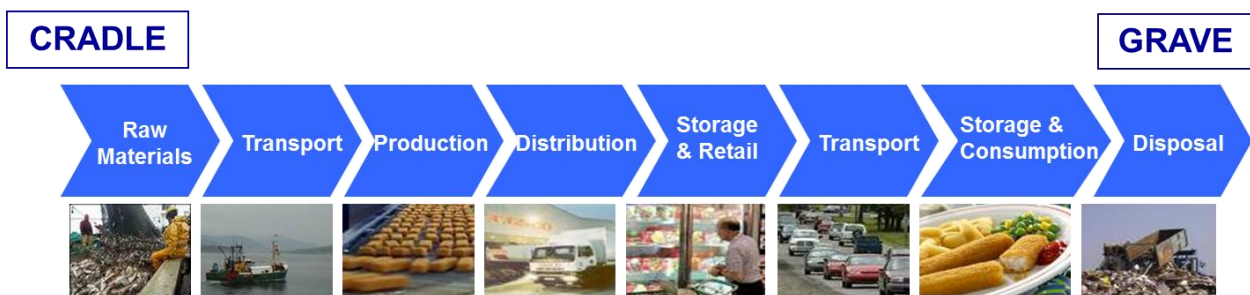 CRADLE
GRAVE
Raw
Materials
Transport
Production
Distribution
Storage
& Retail
Transport
Storage &
Consumption
Disposal